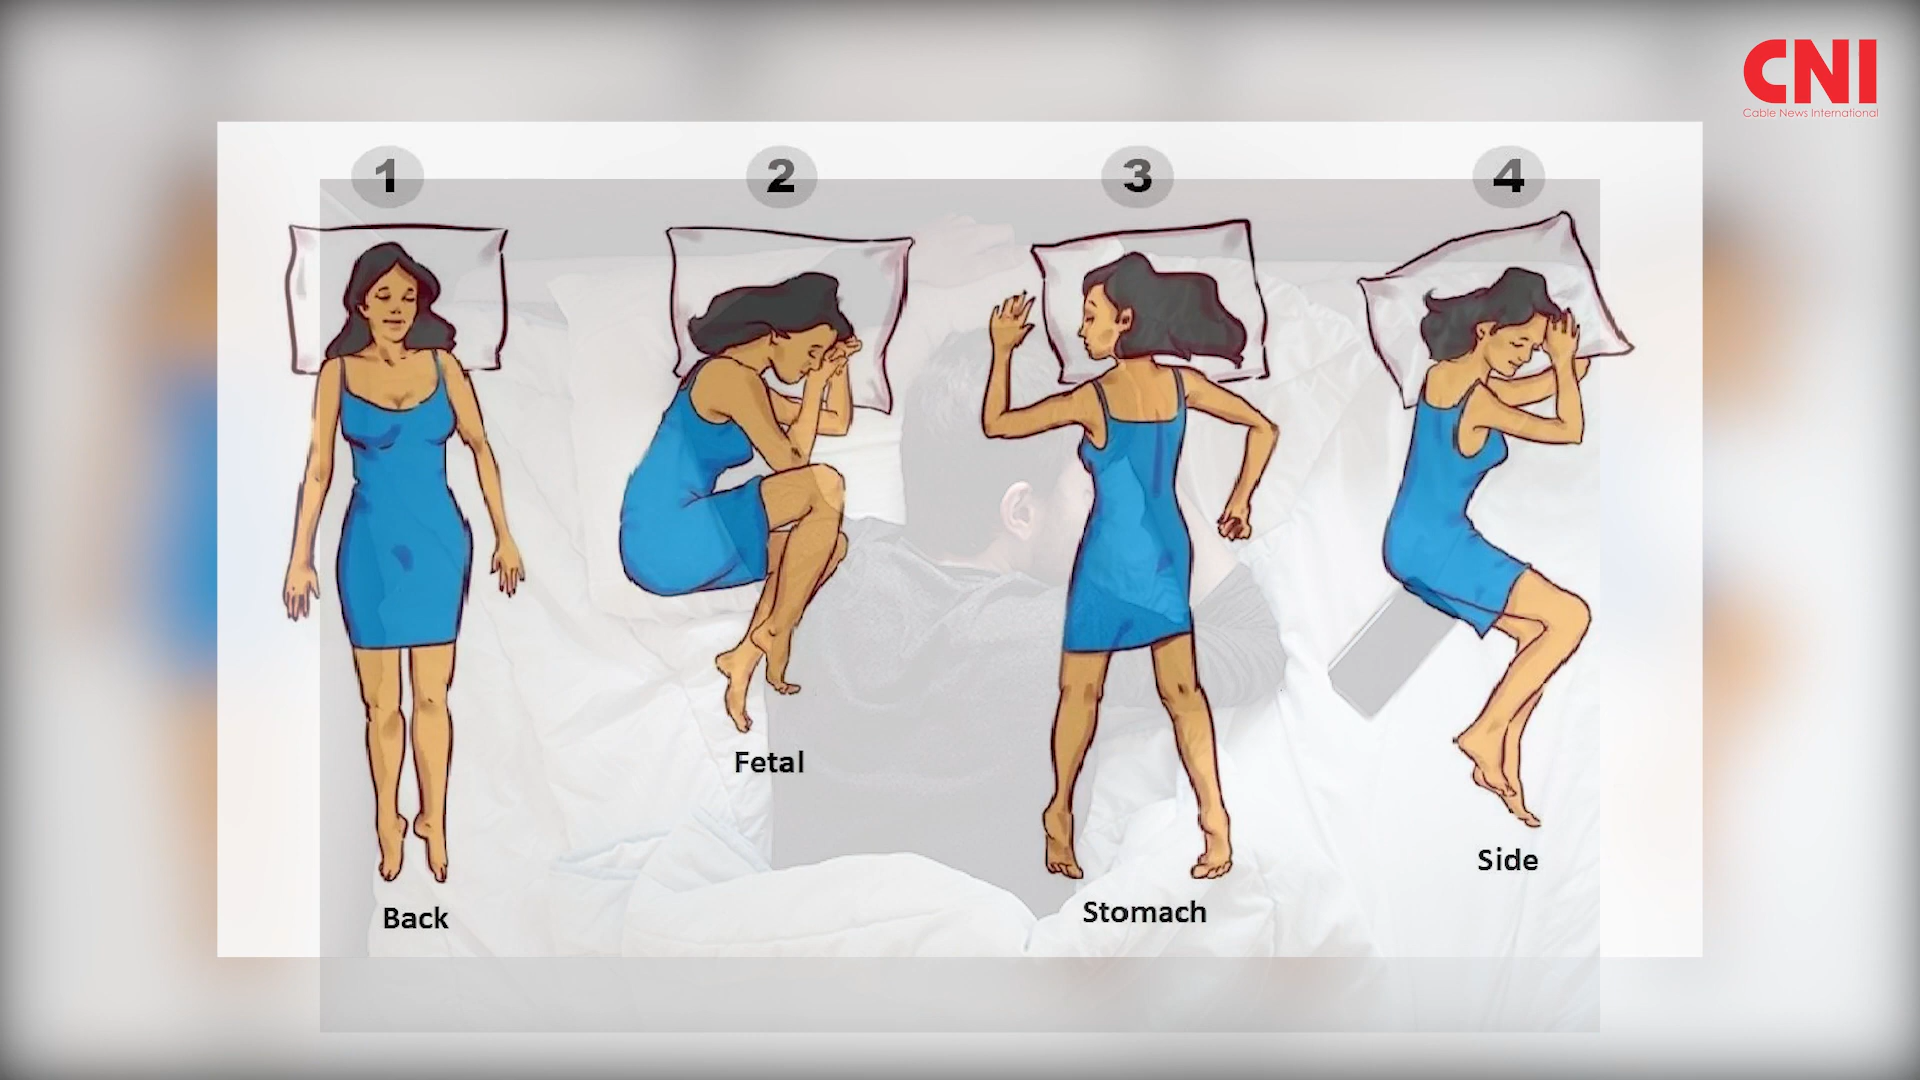 CNI
Cable News International
1
2
3
4
Back
Fetal
Stomach
Side